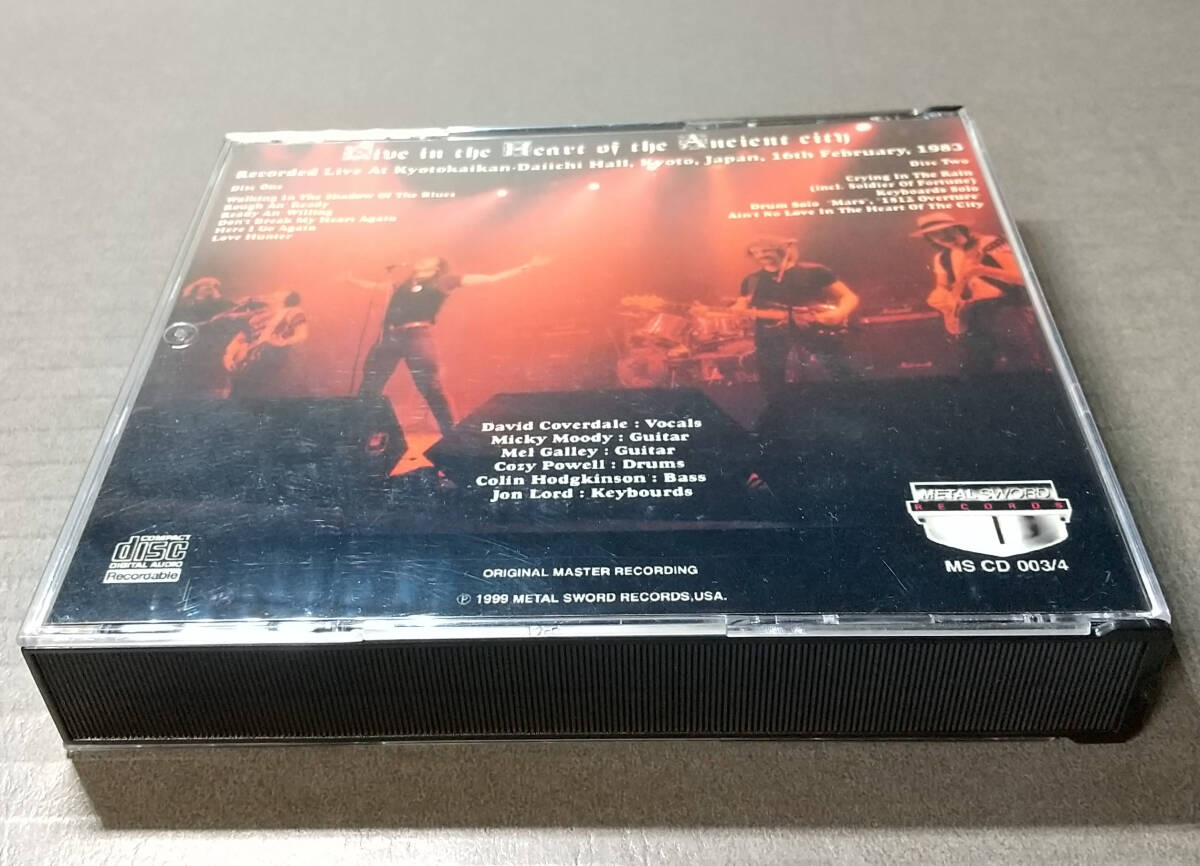 Live in the Heart of the Ancient city
Recorded Live At Kyotokaikan-Daiichi Hall, Kyoto, Japan, 16th February, 1983
Disc One
Walking In The Shadow Of The Blues
Rough An Ready
Ready An Willing
Don't Break My Heart Again
Here I Go Again
Love Hunter
Disc Two
Crying In The Rain
(incl. Soldier Of Fortune)
Keyboards Solo
Drum Solo 'Mars', '1812 Overture
Ain't No Love In The Heart Of The City
David Coverdale : Vocals
Micky Moody : Guitar
Mel Galley : Guitar
Cozy Powell : Drums
Colin Hodgkinson : Bass
Jon Lord : Keybourds
COMPACT
disc
DIGITAL AUDIO
Recordable
METAL SWORD
RECORDS
MS CD 003/4
ORIGINAL MASTER RECORDING
℗ 1999 METAL SWORD RECORDS,USA.